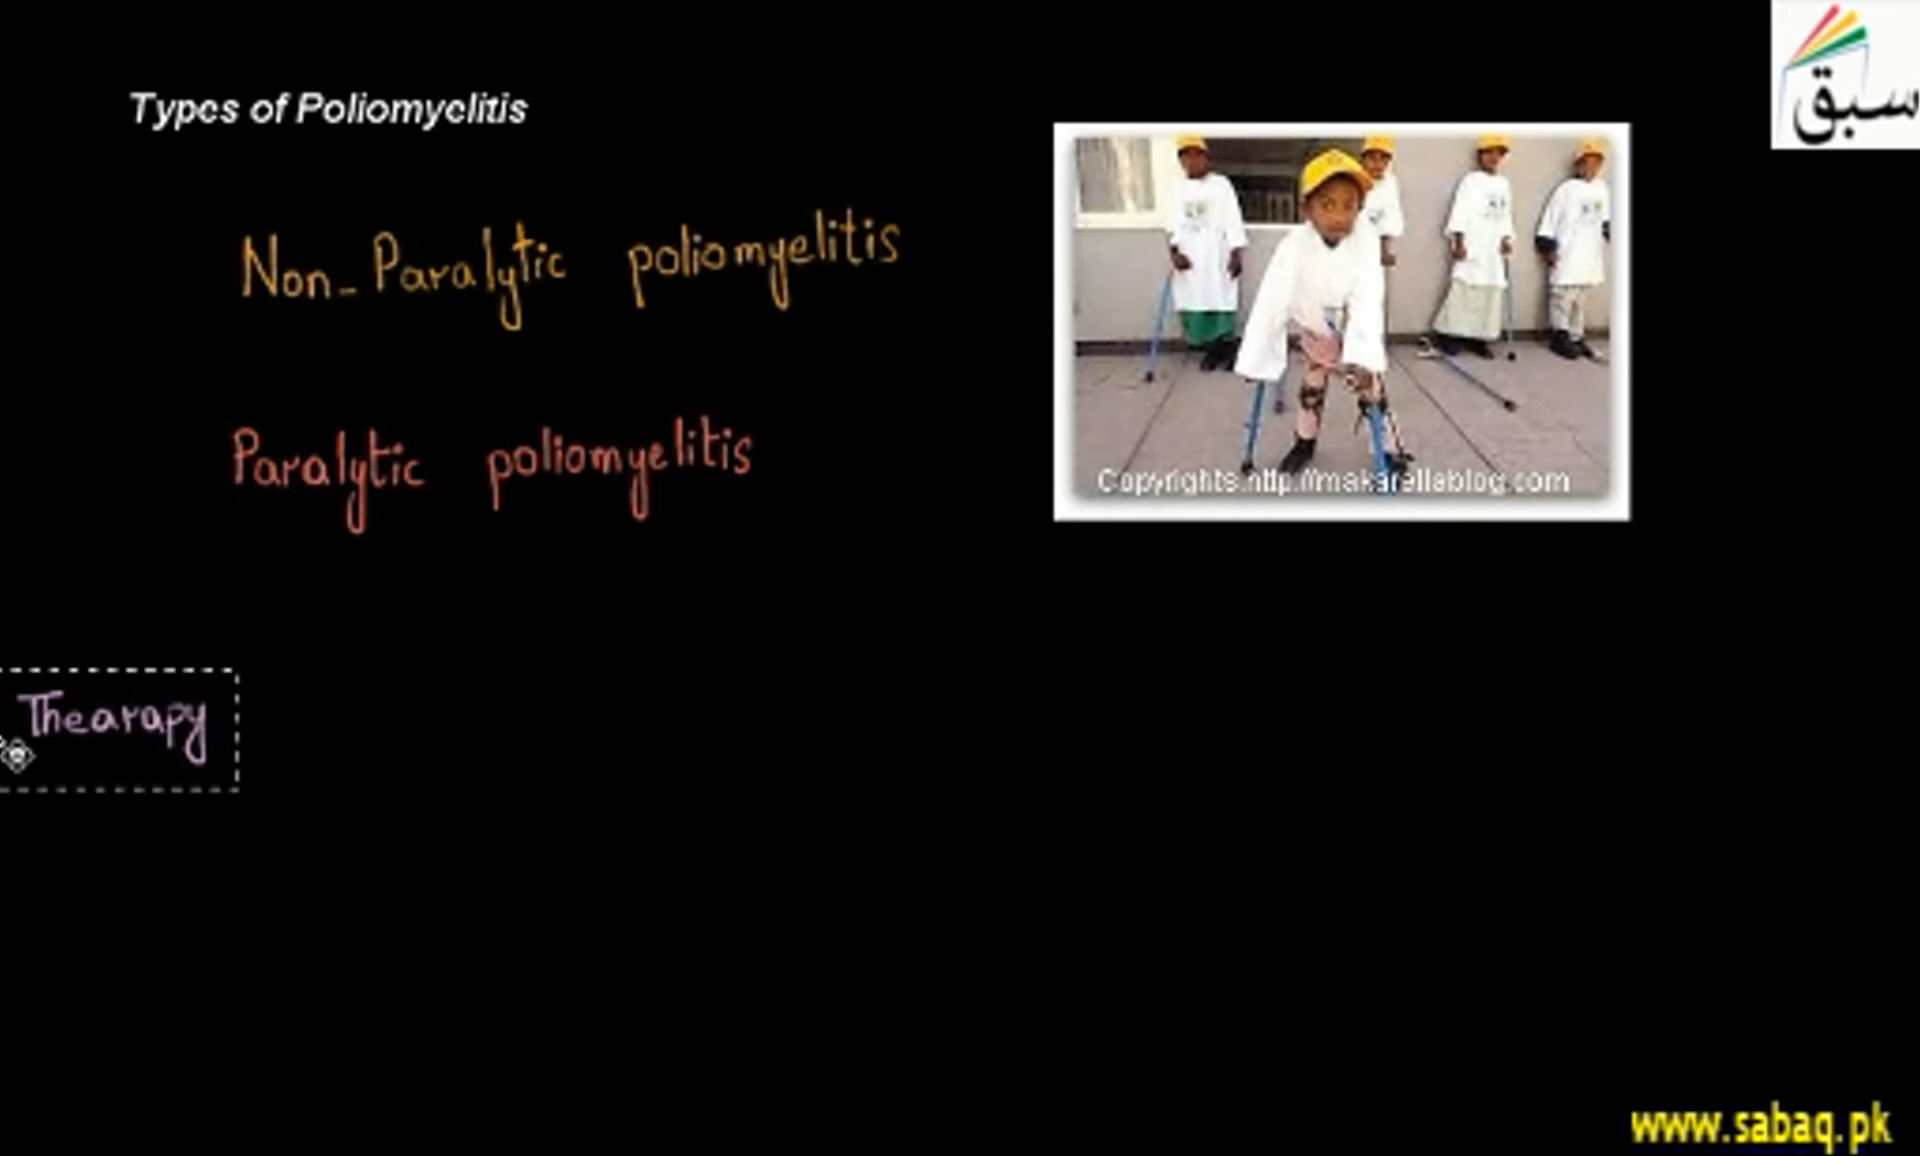 سبق
Types of Poliomyelitis
Non-Paralytic poliomyelitis
Paralytic poliomyelitis
Copyrights:http://makarellablog.com
Thearapy
www.sabaq.pk